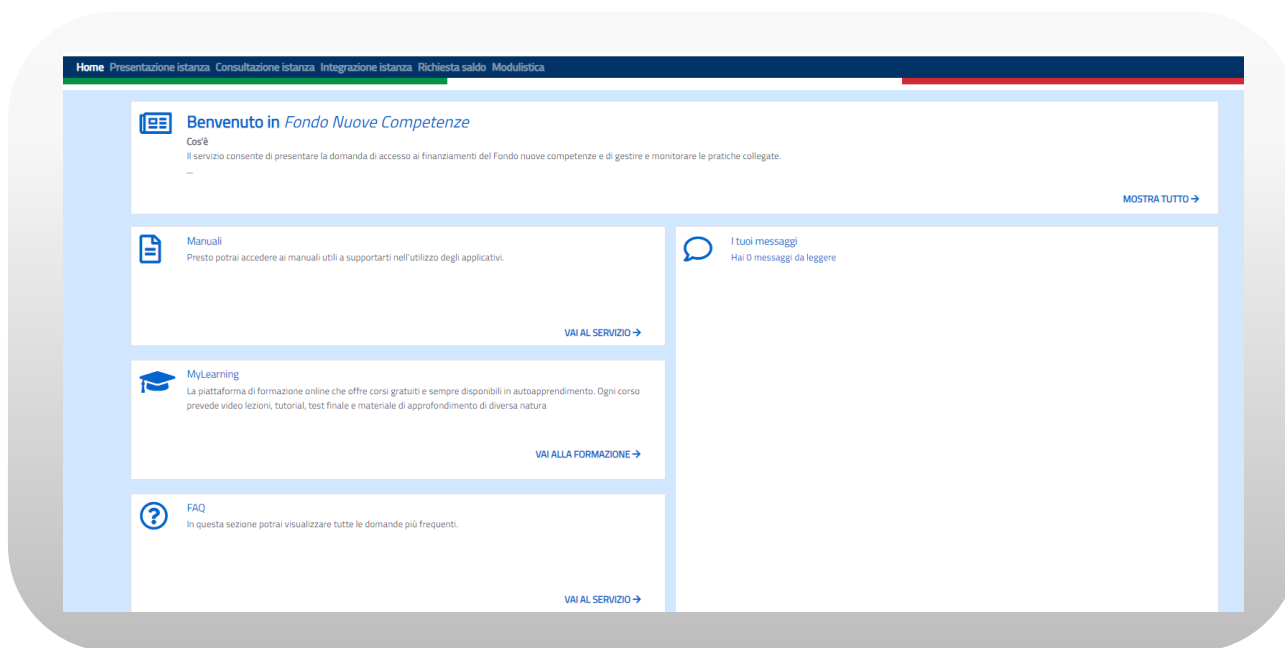 Home Presentazione istanza Consultazione istanza Integrazione istanza Richiesta saldo Modulistica
Benvenuto in Fondo Nuove Competenze
Cos'è
Il servizio consente di presentare la domanda di accesso ai finanziamenti del Fondo nuove competenze e di gestire e monitorare le pratiche collegate.
...
MOSTRA TUTTO →
Manuali
Presto potrai accedere ai manuali utili a supportarti nell'utilizzo degli applicativi.
VAI AL SERVIZIO →
I tuoi messaggi
Hai 0 messaggi da leggere
MyLearning
La piattaforma di formazione online che offre corsi gratuiti e sempre disponibili in autoapprendimento. Ogni corso
prevede video lezioni, tutorial, test finale e materiale di approfondimento di diversa natura
VAI ALLA FORMAZIONE →
FAQ
In questa sezione potrai visualizzare tutte le domande più frequenti.
VAI AL SERVIZIO →